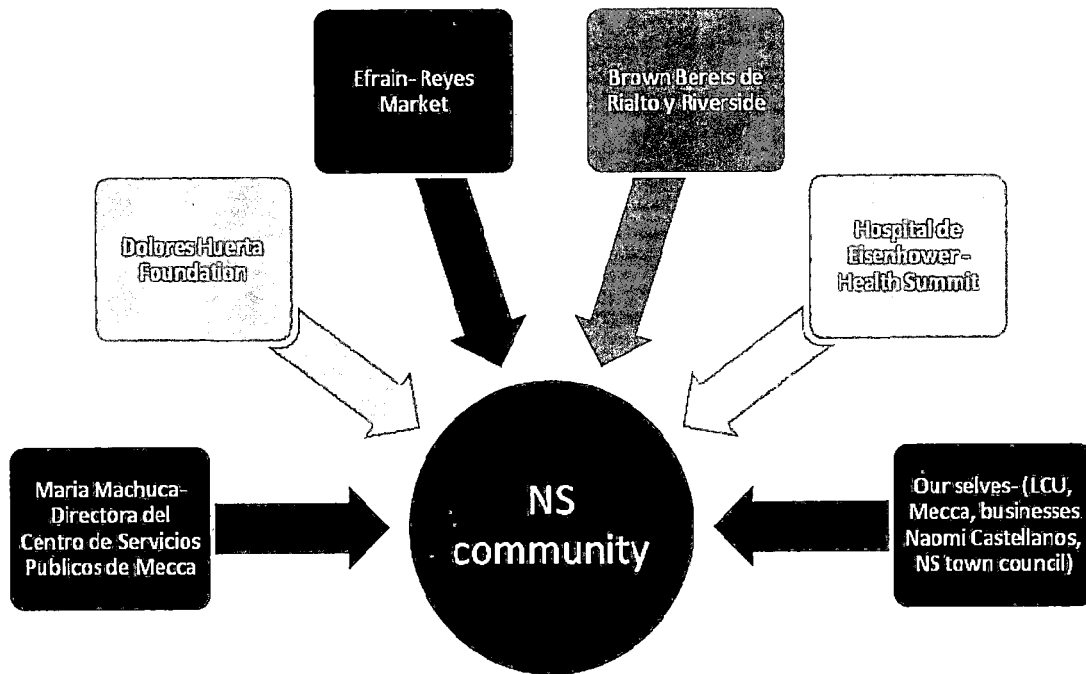 Efrain- Reyes
Market
Brown Berets de
Rialto y Riverside
Dolores Huerta
Foundation
Hospital de
Eisenhower -
Health Summit
Maria Machuca-
Directora del
Centro de Servicios
Publicos de Mecca
NS
community
Our selves- (LCU,
Mecca, businesses
Naomi Castellanos,
NS town council)